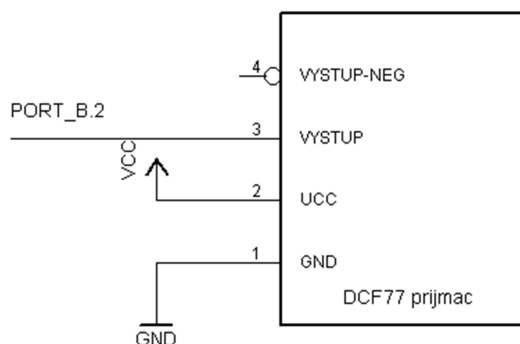 4 VYSTUP-NEG
PORT_B.2
3 VYSTUP
VCC
2 UCC
1 GND
DCF77 prijmac
GND